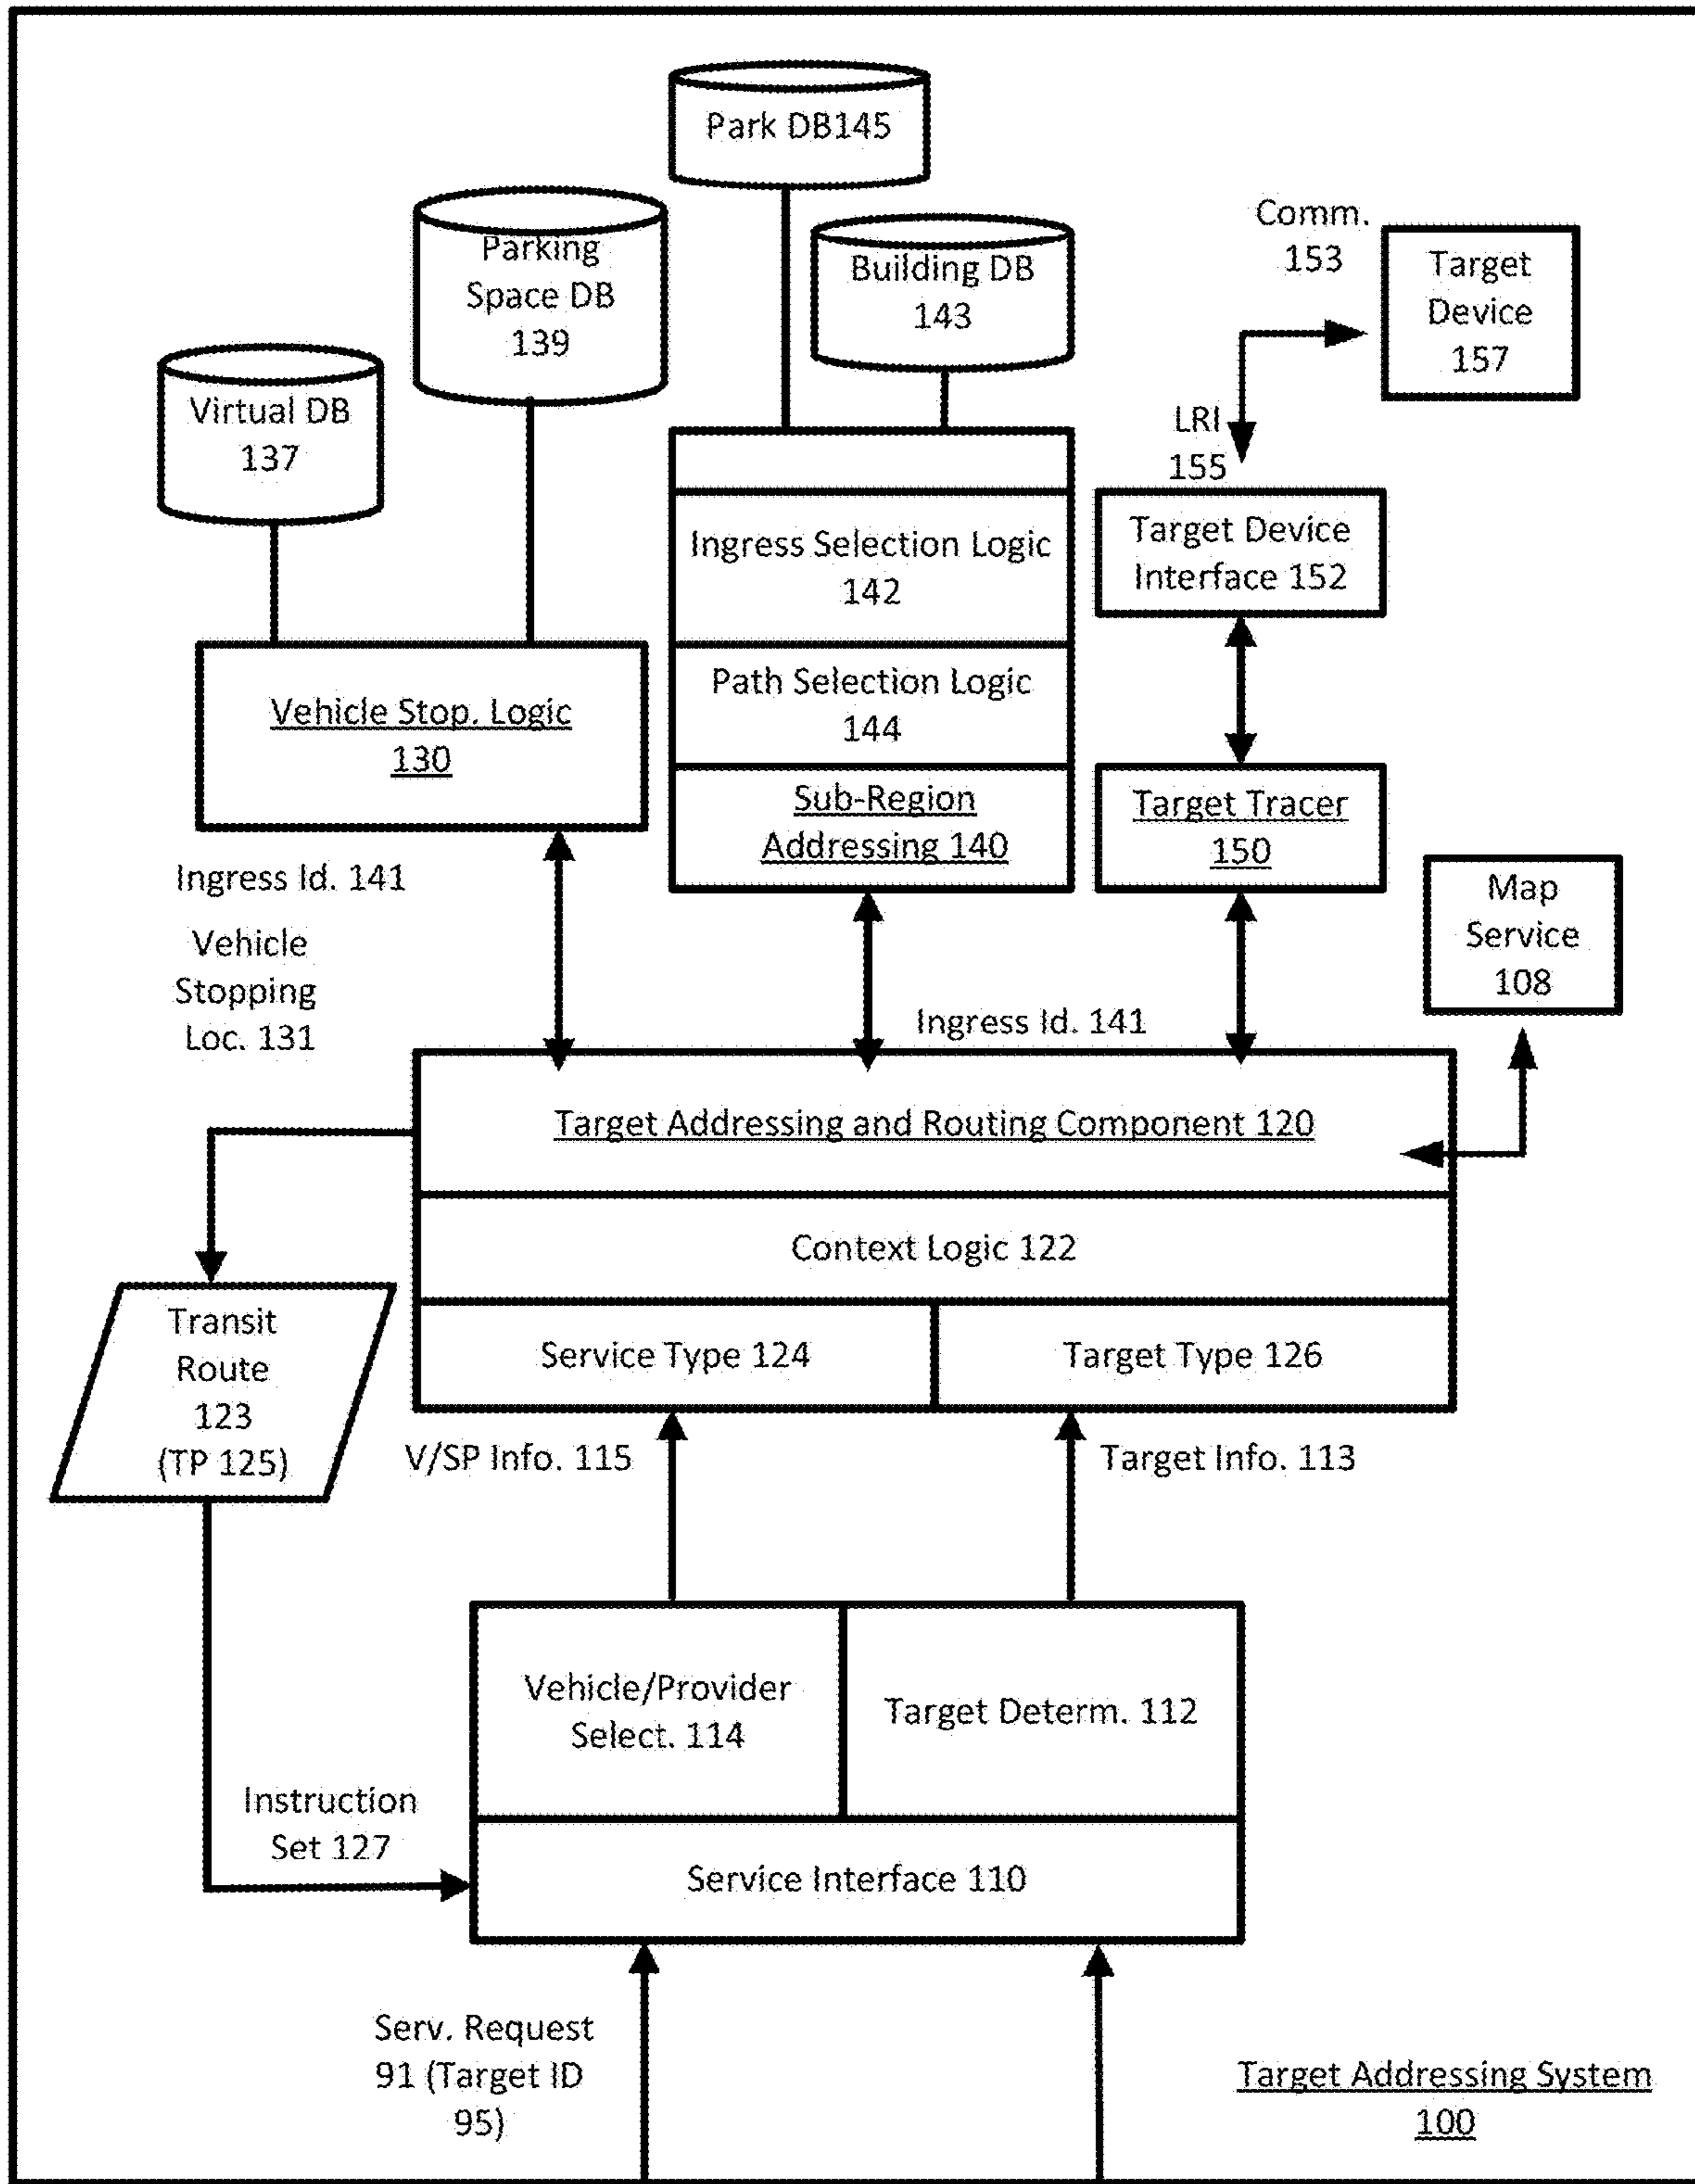 Park DB145
Parking
Space DB
139
Building DB
143
Comm.
153
Target
Device
157
Virtual DB
137
LRI
155
Ingress Selection Logic
142
Target Device
Interface 152
Vehicle Stop. Logic
130
Path Selection Logic
144
Sub-Region
Addressing 140
Target Tracer
150
Map
Service
108
Ingress Id. 141
Vehicle
Stopping
Loc. 131
Ingress Id. 141
Target Addressing and Routing Component 120
Context Logic 122
Service Type 124
Target Type 126
Transit
Route
123
(TP 125)
V/SP Info. 115
Target Info. 113
Vehicle/Provider
Select. 114
Target Determ. 112
Instruction
Set 127
Service Interface 110
Serv. Request
91 (Target ID
95)
Target Addressing System
100